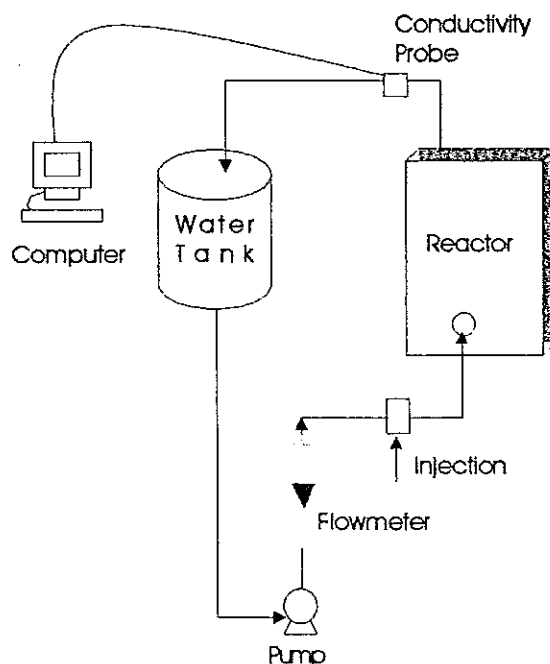 Conductivity
Probe
Water
Tank
Computer
Reactor
Injection
Flowmeter
Pump